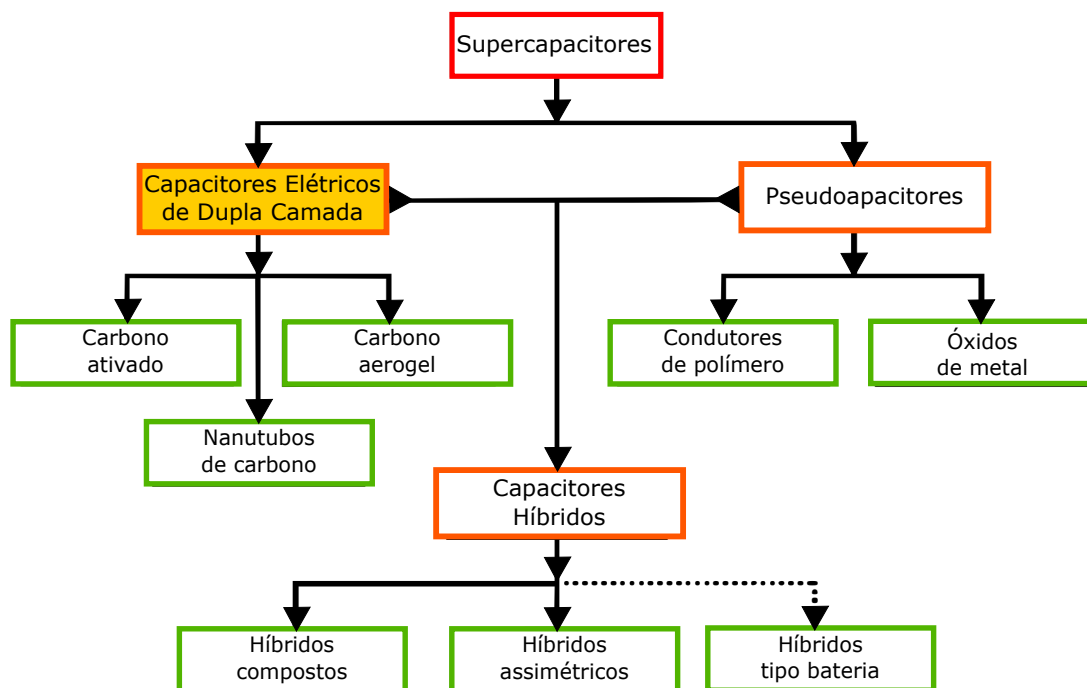 Supercapacitores
Capacitores Elétricos
de Dupla Camada
Pseudoapacitores
Carbono
ativado
Carbono
aerogel
Nanutubos
de carbono
Condutores
de polímero
Óxidos
de metal
Capacitores
Híbridos
Híbridos
compostos
Híbridos
assimétricos
Híbridos
tipo bateria